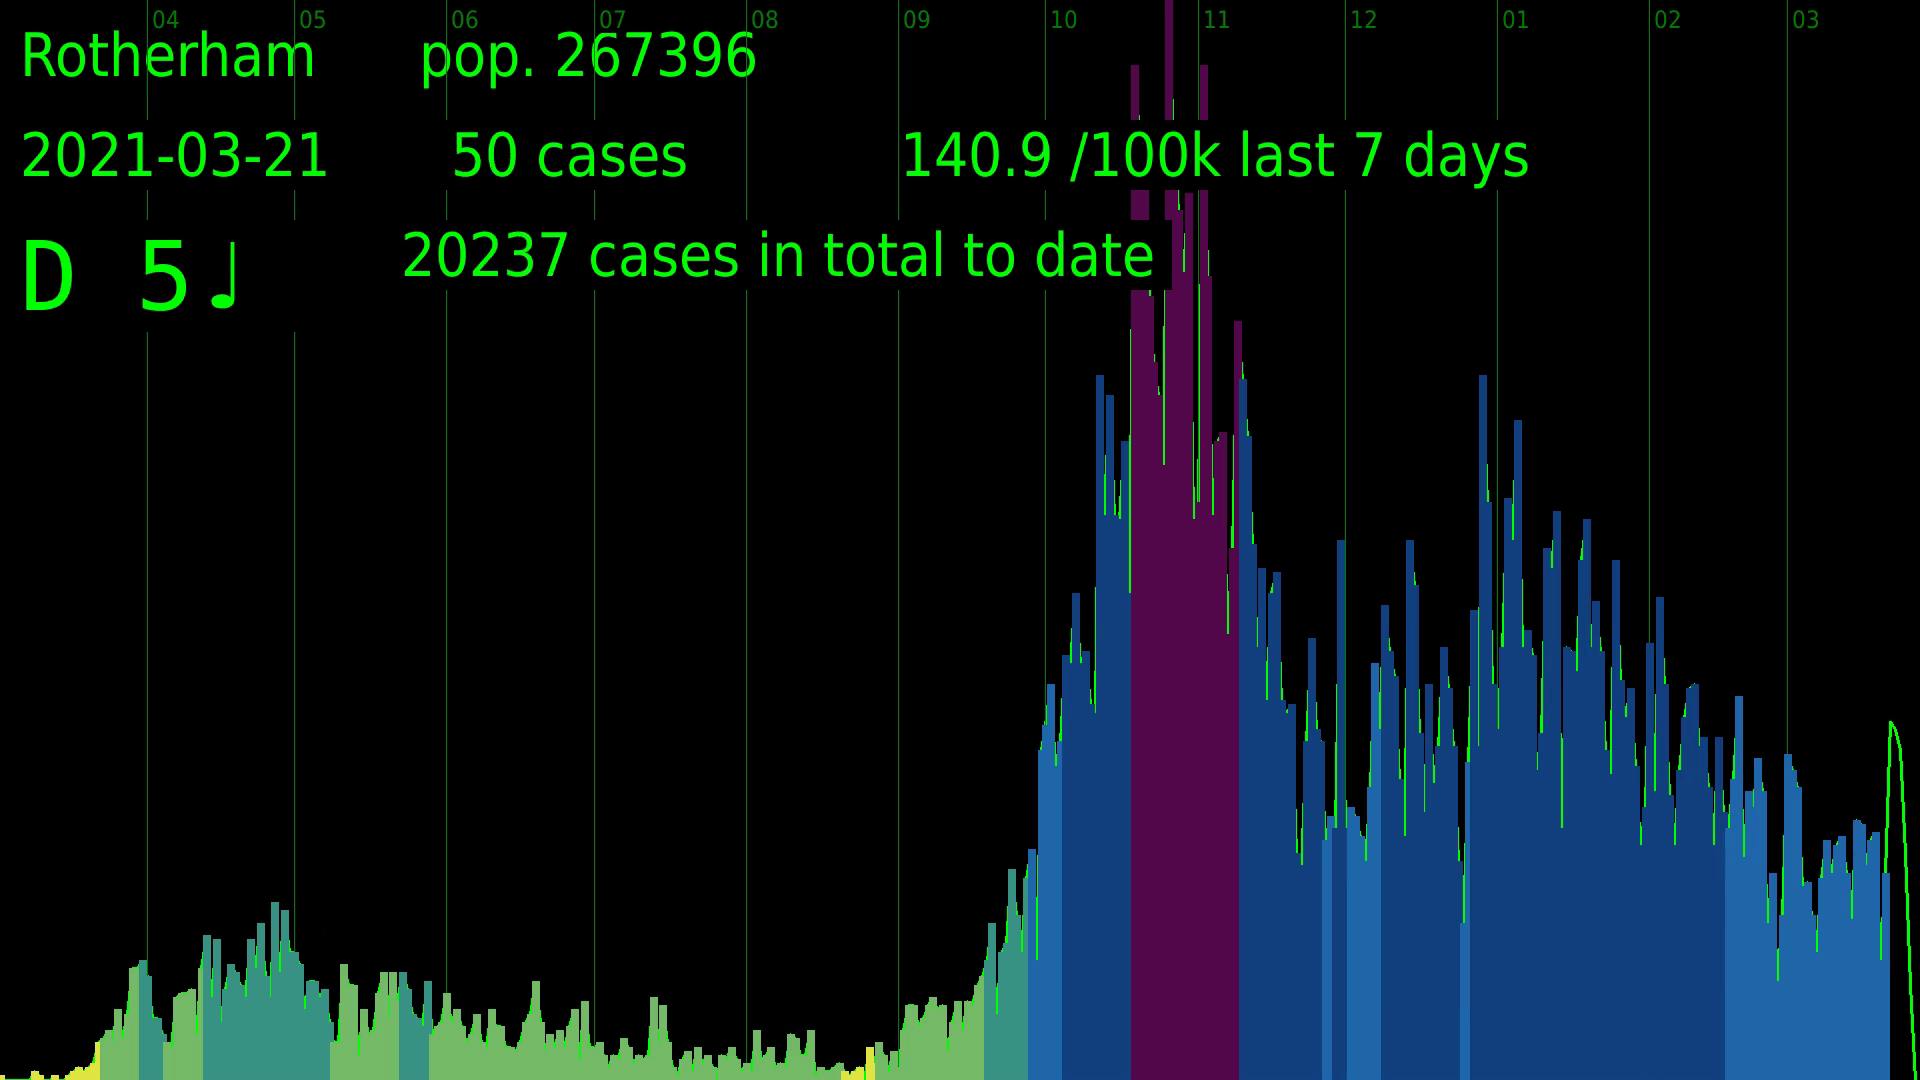 04 05 06 07 08 09 10 11 12 01 02 03
Rotherham pop. 267396
2021-03-21 50 cases 140.9 /100k last 7 days
D 5♩ 20237 cases in total to date